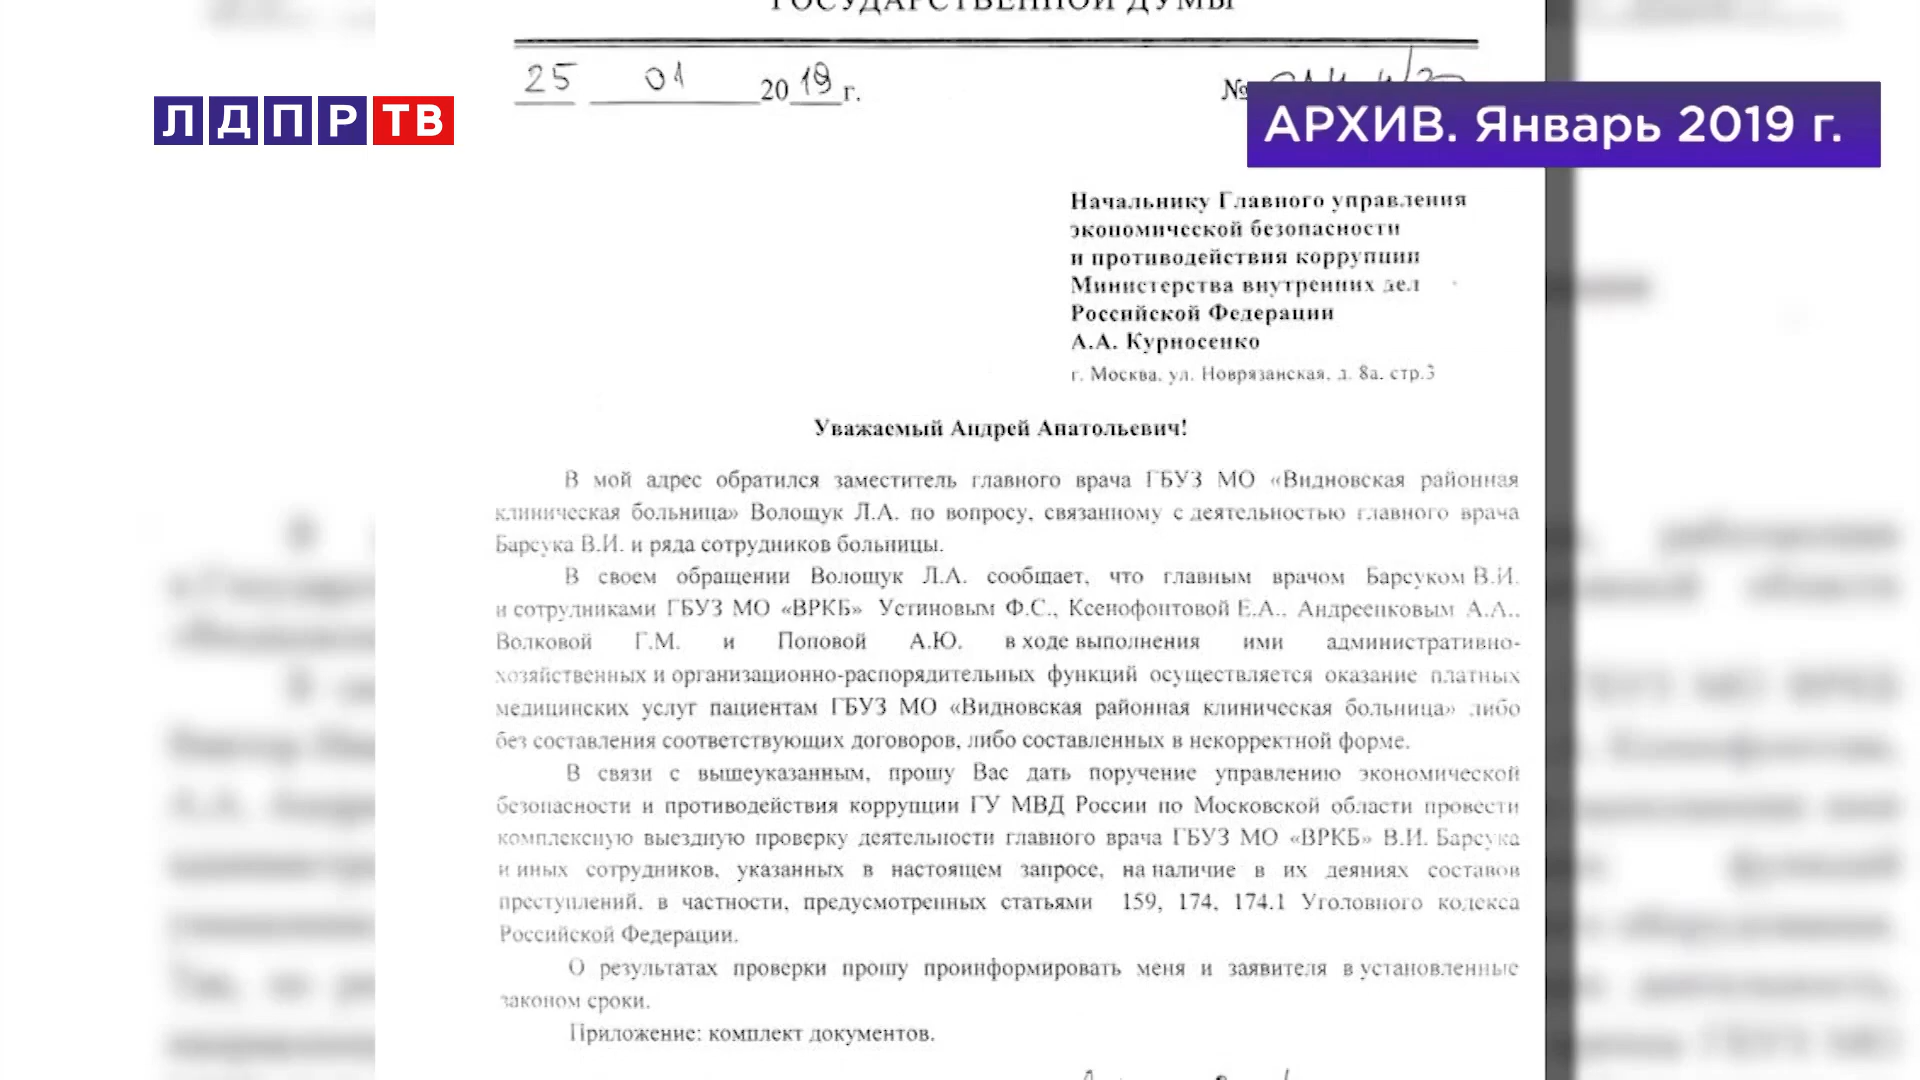 ГОСУДАРСТВЕННОЙ ДУМЫ
25 01 2019 г. №
ЛДПР ТВ
АРХИВ. Январь 2019 г.
Начальнику Главного управления
экономической безопасности
и противодействия коррупции
Министерства внутренних дел
Российской Федерации
А.А. Курносенко
г. Москва, ул. Новрязанская, д. 8а, стр.3
Уважаемый Андрей Анатольевич!
В мой адрес обратился заместитель главного врача ГБУЗ МО «Видновская районная
клиническая больница» Волощук Л.А. по вопросу, связанному с деятельностью главного врача
Барсука В.И. и ряда сотрудников больницы.
В своем обращении Волощук Л.А. сообщает, что главным врачом Барсуком В.И.
и сотрудниками ГБУЗ МО «ВРКБ» Устиновым Ф.С., Ксенофонтовой Е.А., Андреенковым А.А.,
Волковой Г.М. и Поповой А.Ю. в ходе выполнения ими административно-
хозяйственных и организационно-распорядительных функций осуществляется оказание платных
медицинских услуг пациентам ГБУЗ МО «Видновская районная клиническая больница» либо
без составления соответствующих договоров, либо составленных в некорректной форме.
В связи с вышеуказанным, прошу Вас дать поручение управлению экономической
безопасности и противодействия коррупции ГУ МВД России по Московской области провести
комплексную выездную проверку деятельности главного врача ГБУЗ МО «ВРКБ» В.И. Барсука
и иных сотрудников, указанных в настоящем запросе, на наличие в их деяниях составов
преступлений, в частности, предусмотренных статьями 159, 174, 174.1 Уголовного кодекса
Российской Федерации.
О результатах проверки прошу проинформировать меня и заявителя в установленные
законом сроки.
Приложение: комплект документов.